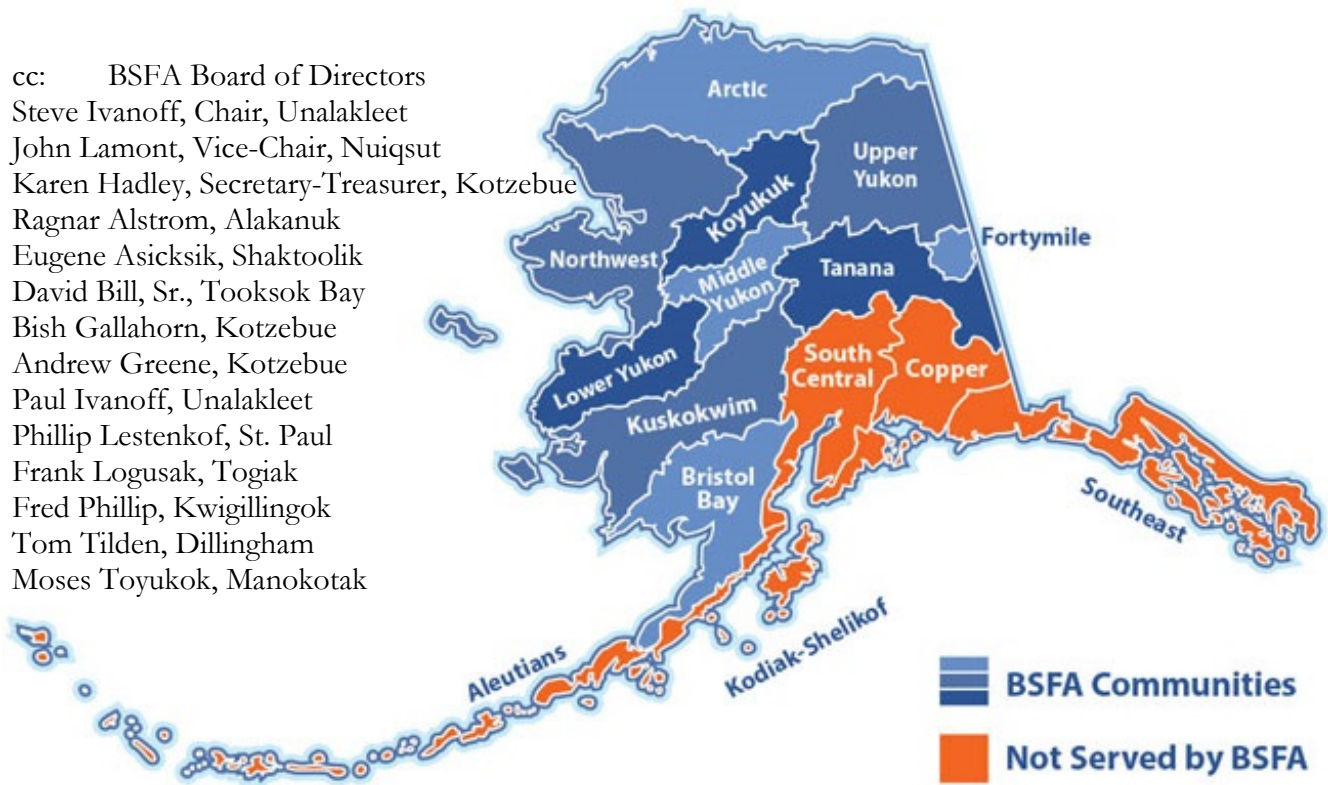 cc: BSFA Board of Directors
Steve Ivanoff, Chair, Unalakleet
John Lamont, Vice-Chair, Nuiqsut
Karen Hadley, Secretary-Treasurer, Kotzebue
Ragnar Alstrom, Alakanuk
Eugene Asicksik, Shaktoolik
David Bill, Sr., Tooksok Bay
Bish Gallahorn, Kotzebue
Andrew Greene, Kotzebue
Paul Ivanoff, Unalakleet
Phillip Lestenkof, St. Paul
Frank Logusak, Togiak
Fred Phillip, Kwigillingok
Tom Tilden, Dillingham
Moses Toyukok, Manokotak
Arctic
Upper
Yukon
Koyukuk
Fortymile
Northwest
Middle
Yukon
Tanana
Lower Yukon
South
Central
Copper
Kuskokwim
Bristol
Bay
Southeast
Aleutians
Kodiak-Shelikof
BSFA Communities
Not Served by BSFA